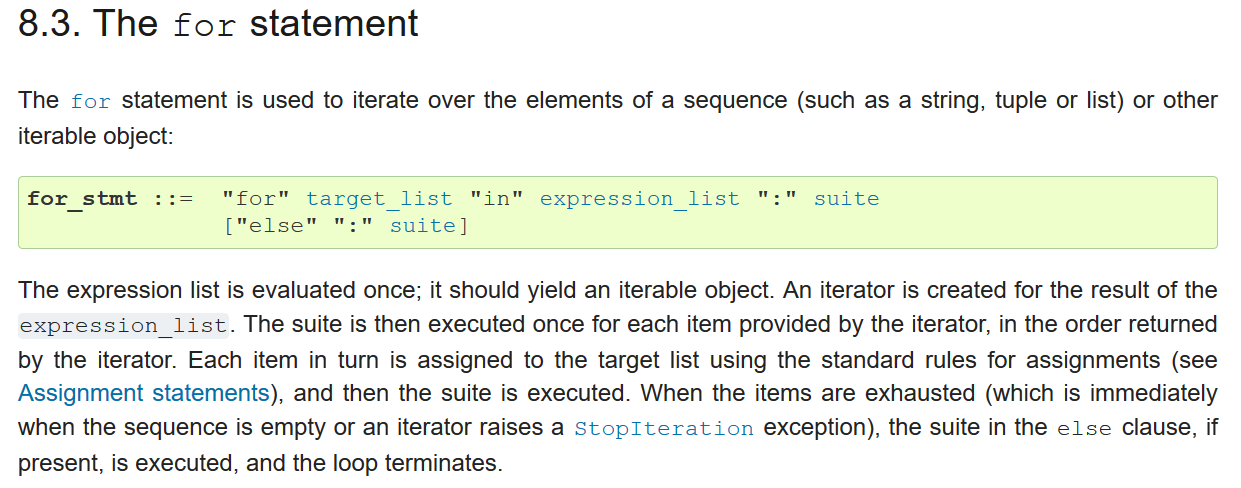 8.3. The for statement
The for statement is used to iterate over the elements of a sequence (such as a string, tuple or list) or other
iterable object:
for_stmt ::=  "for" target_list "in" expression_list ":" suite
["else" ":" suite]
The expression list is evaluated once; it should yield an iterable object. An iterator is created for the result of the
expression_list. The suite is then executed once for each item provided by the iterator, in the order returned
by the iterator. Each item in turn is assigned to the target list using the standard rules for assignments (see
Assignment statements), and then the suite is executed. When the items are exhausted (which is immediately
when the sequence is empty or an iterator raises a StopIteration exception), the suite in the else clause, if
present, is executed, and the loop terminates.